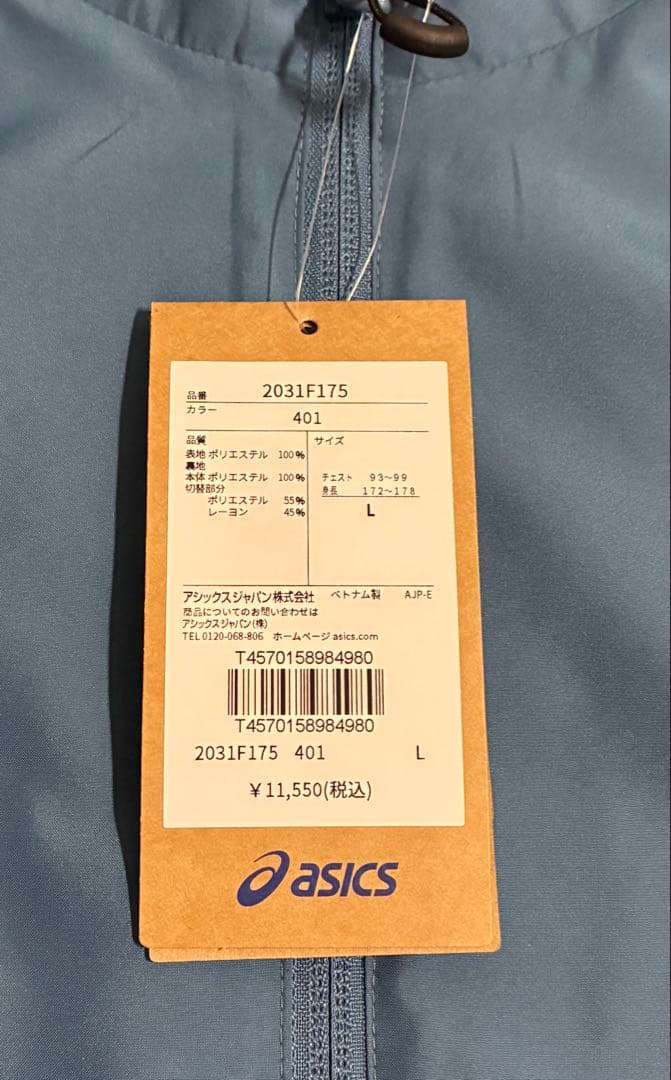 品番 2031F175
カラー 401
品質
表地 ポリエステル 100%
裏地
本体 ポリエステル 100%
切替部分
ポリエステル 55%
レーヨン 45%
サイズ
チェスト 93~99
身長 172~178
L
アシックスジャパン株式会社 ベトナム製 AJP-E
商品についてのお問い合わせは
アシックスジャパン(株)
TEL 0120-068-806 ホームページ asics.com
T4570158984980
T4570158984980
2031F175 401 L
¥11,550(税込)
asics